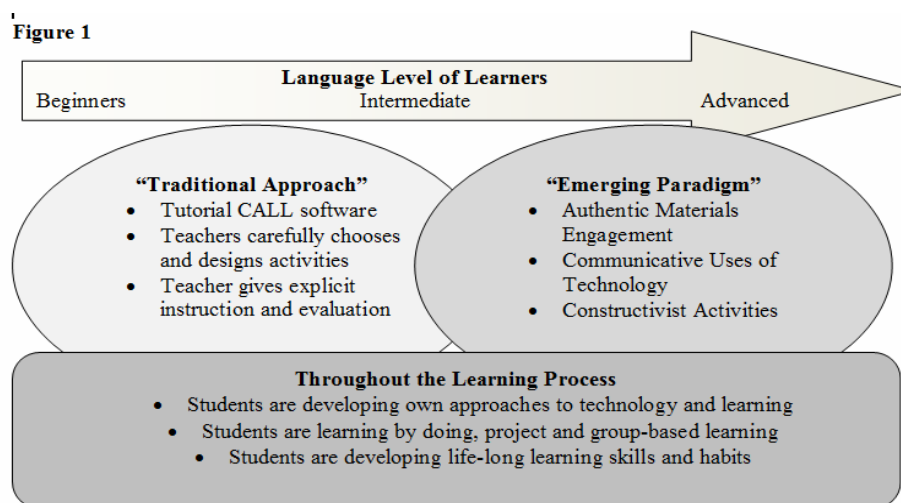 Figure 1
Language Level of Learners
Beginners Intermediate Advanced
“Traditional Approach”
• Tutorial CALL software
• Teachers carefully chooses
and designs activities
• Teacher gives explicit
instruction and evaluation
“Emerging Paradigm”
• Authentic Materials
Engagement
• Communicative Uses of
Technology
• Constructivist Activities
Throughout the Learning Process
• Students are developing own approaches to technology and learning
• Students are learning by doing, project and group-based learning
• Students are developing life-long learning skills and habits